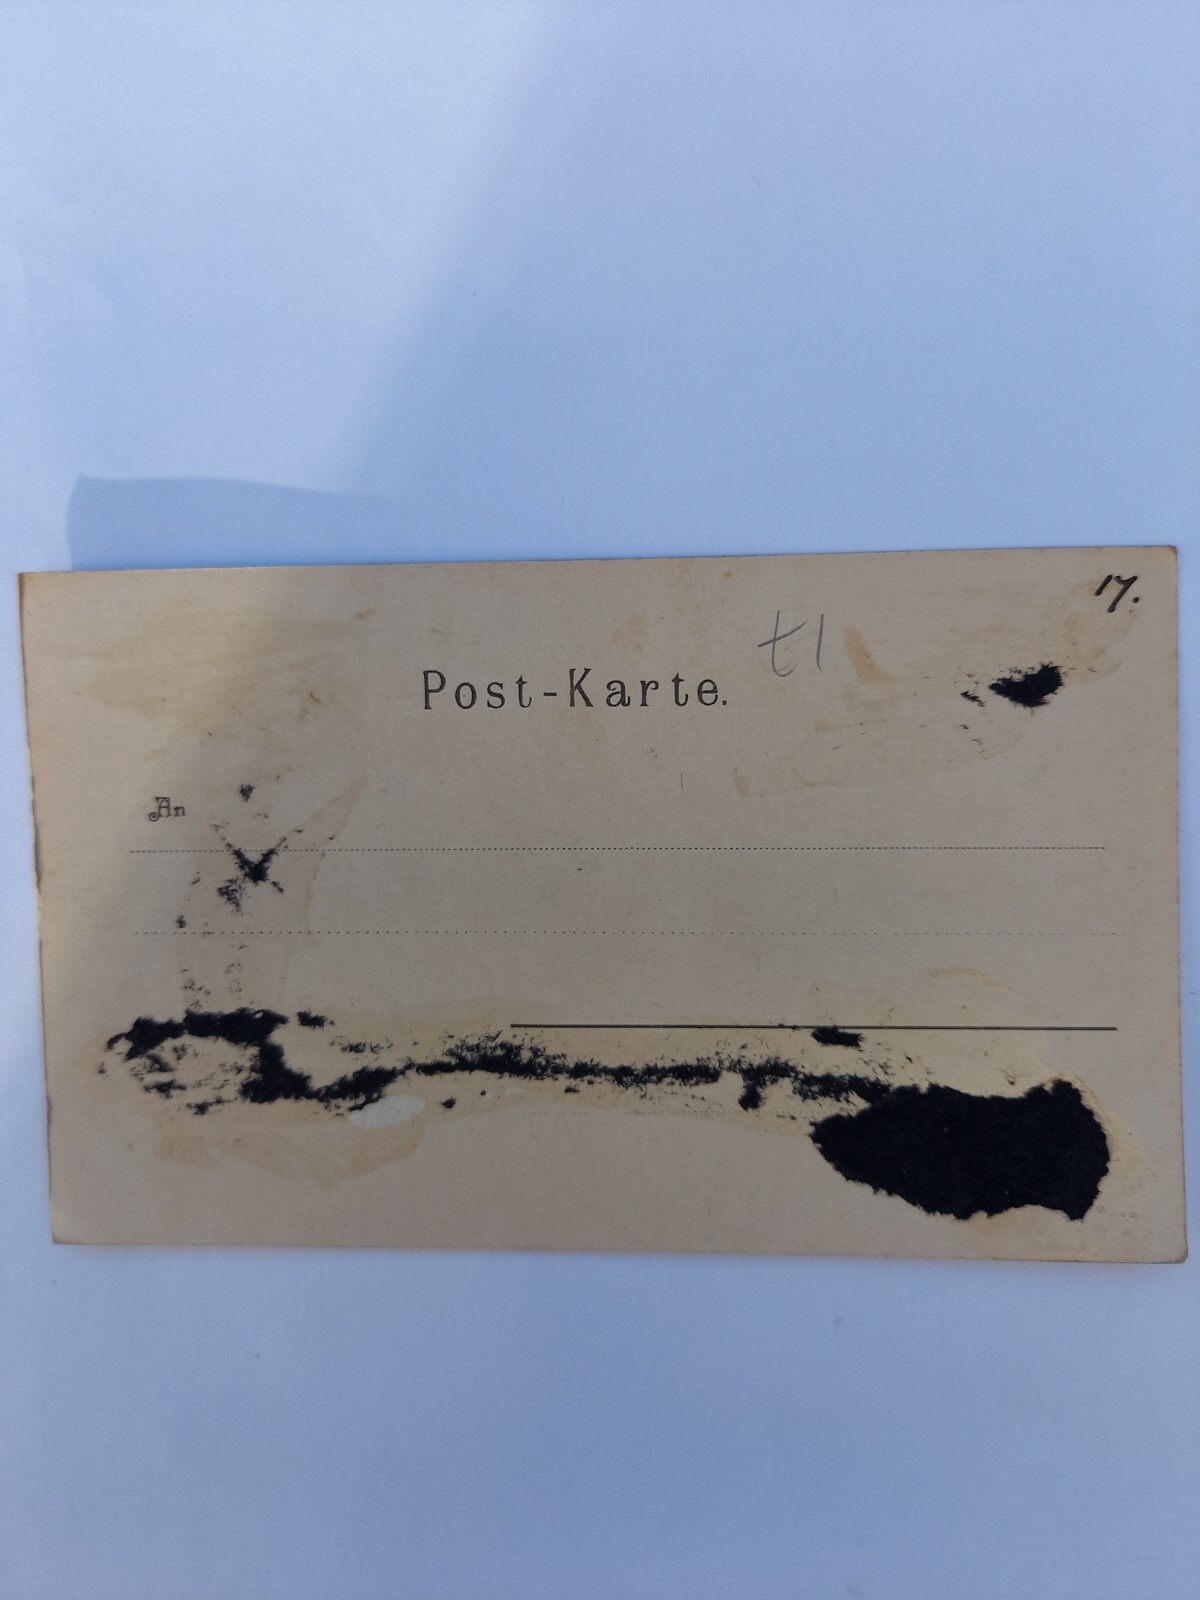 17.
t1
Post-Karte.
An